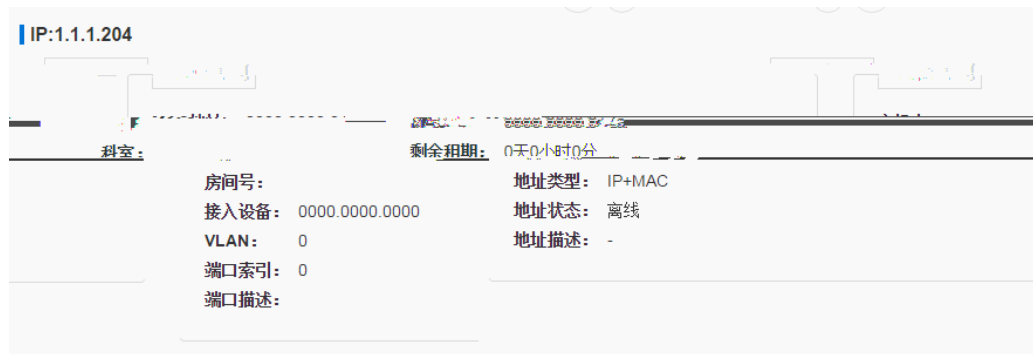 IP:1.1.1.204
科室： 剩余租期： 0天0小时0分
房间号： 地址类型： IP+MAC
接入设备： 0000.0000.0000 地址状态： 离线
VLAN： 0 地址描述： -
端口索引： 0
端口描述：